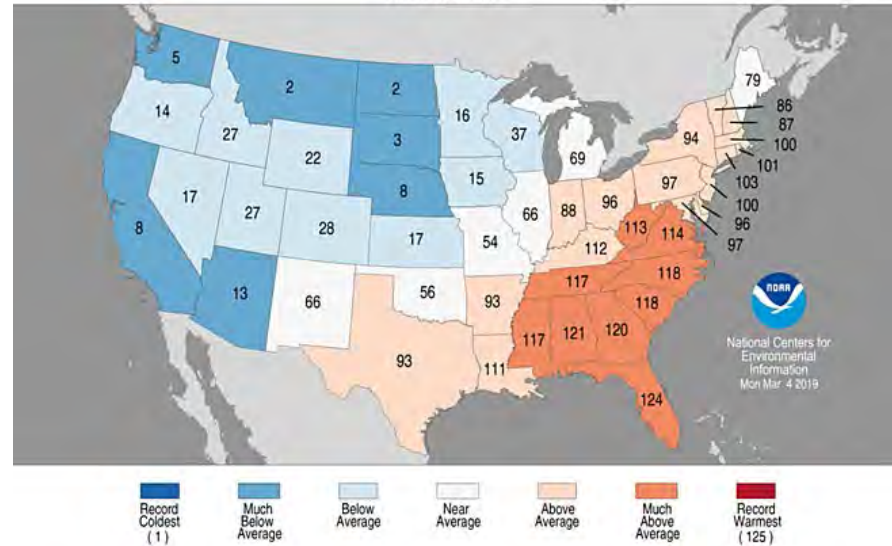 5
2
2
14
27
3
16
37
22
8
15
69
79
94
86
87
100
101
103
100
96
97
8
17
27
28
17
54
66
88
96
97
112
113
114
13
66
56
93
117
118
118
93
111
117
121
120
124
NOAA
National Centers for
Environmental
Information
Mon Mar 4 2019
Record
Coldest
(1)
Much
Below
Average
Below
Average
Near
Average
Above
Average
Much
Above
Average
Record
Warmest
(125)